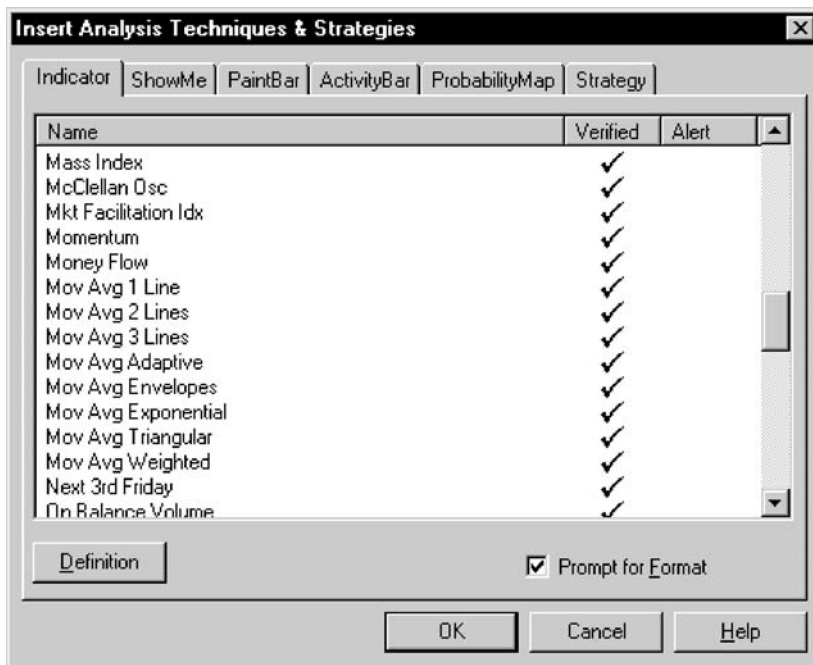 Insert Analysis Techniques & Strategies
Indicator ShowMe PaintBar ActivityBar ProbabilityMap Strategy
Name Verified Alert
Mass Index
McClellan Osc
Mkt Facilitation Idx
Momentum
Money Flow
Mov Avg 1 Line
Mov Avg 2 Lines
Mov Avg 3 Lines
Mov Avg Adaptive
Mov Avg Envelopes
Mov Avg Exponential
Mov Avg Triangular
Mov Avg Weighted
Next 3rd Friday
On Balance Volume
Definition Prompt for Format
OK Cancel Help